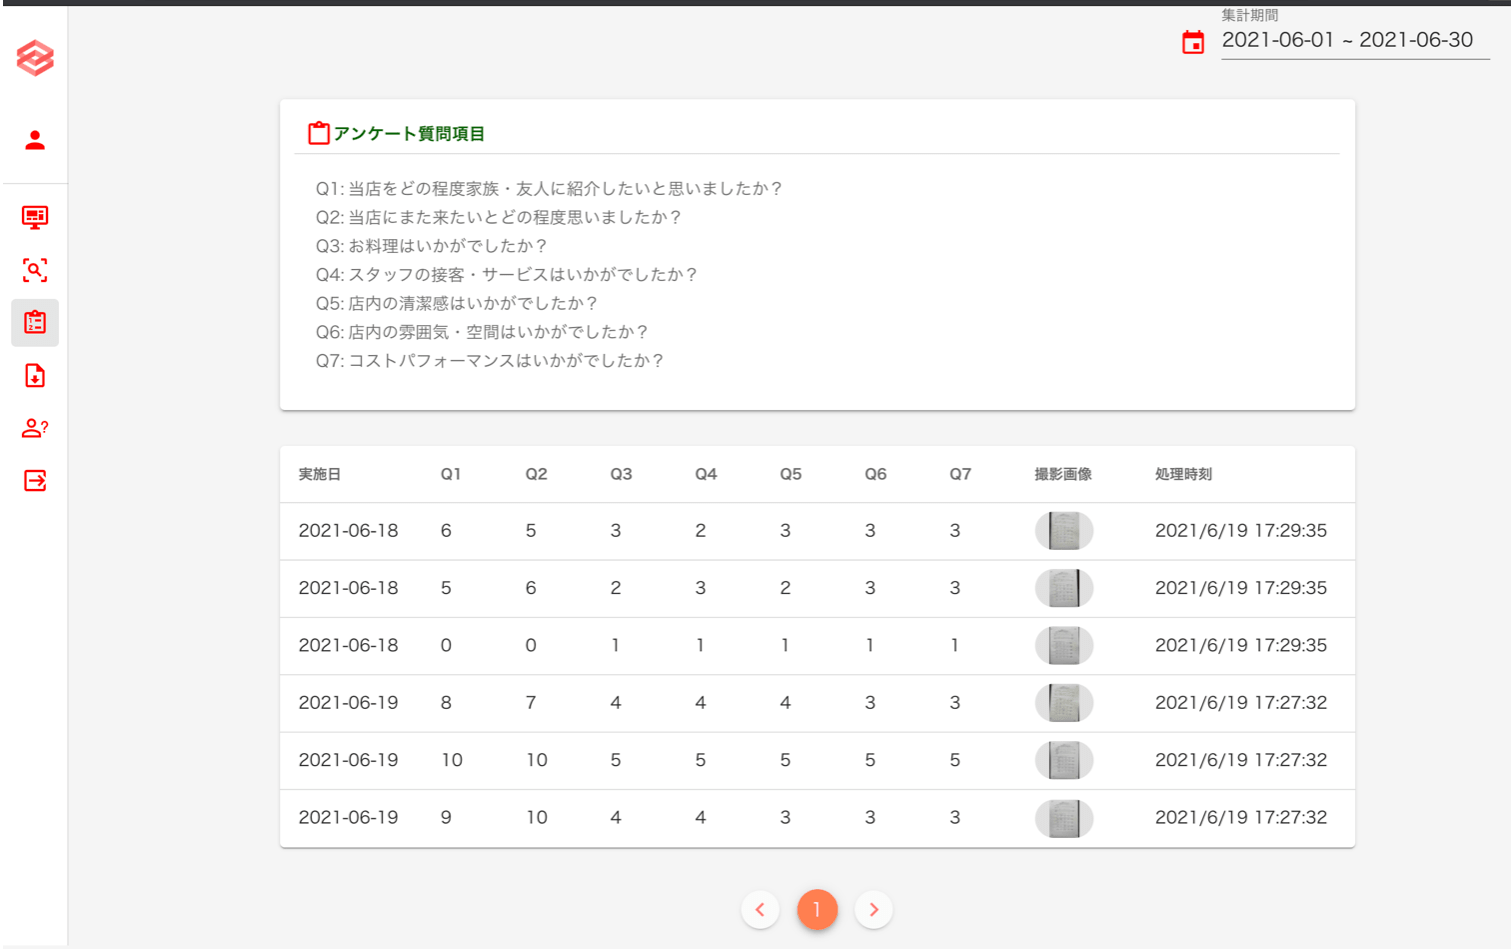 集計期間
2021-06-01 ~ 2021-06-30
アンケート質問項目
Q1: 当店をどの程度家族・友人に紹介したいと思いましたか？
Q2: 当店にまた来たいとどの程度思いましたか？
Q3: お料理はいかがでしたか？
Q4: スタッフの接客・サービスはいかがでしたか？
Q5: 店内の清潔感はいかがでしたか？
Q6: 店内の雰囲気・空間はいかがでしたか？
Q7: コストパフォーマンスはいかがでしたか？
実施日 Q1 Q2 Q3 Q4 Q5 Q6 Q7 撮影画像 処理時刻
2021-06-18 6 5 3 2 3 3 3 2021/6/19 17:29:35
2021-06-18 5 6 2 3 2 3 3 2021/6/19 17:29:35
2021-06-18 0 0 1 1 1 1 1 2021/6/19 17:29:35
2021-06-19 8 7 4 4 4 3 3 2021/6/19 17:27:32
2021-06-19 10 10 5 5 5 5 5 2021/6/19 17:27:32
2021-06-19 9 10 4 4 3 3 3 2021/6/19 17:27:32
1